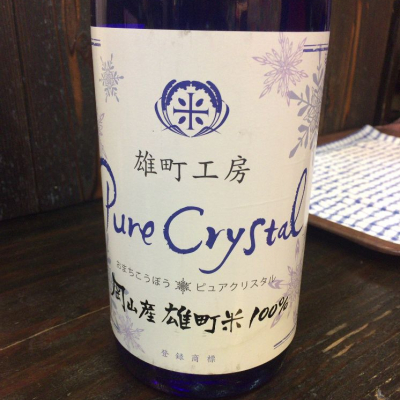 雄町工房
Pure Crystal
おまちこうぼう ピュアクリスタル
岡山産雄町米100%
登録商標